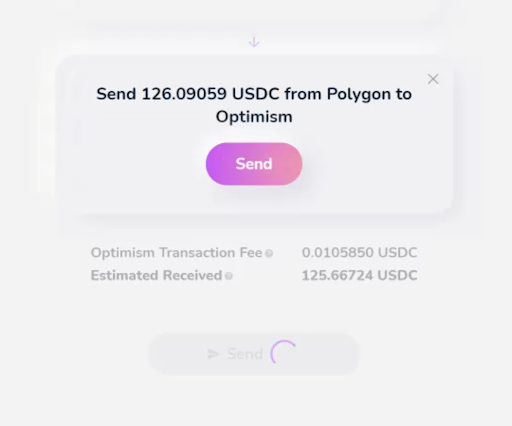 Send 126.09059 USDC from Polygon to
Optimism
Send
Optimism Transaction Fee 0.0105850 USDC
Estimated Received 125.66724 USDC
Send